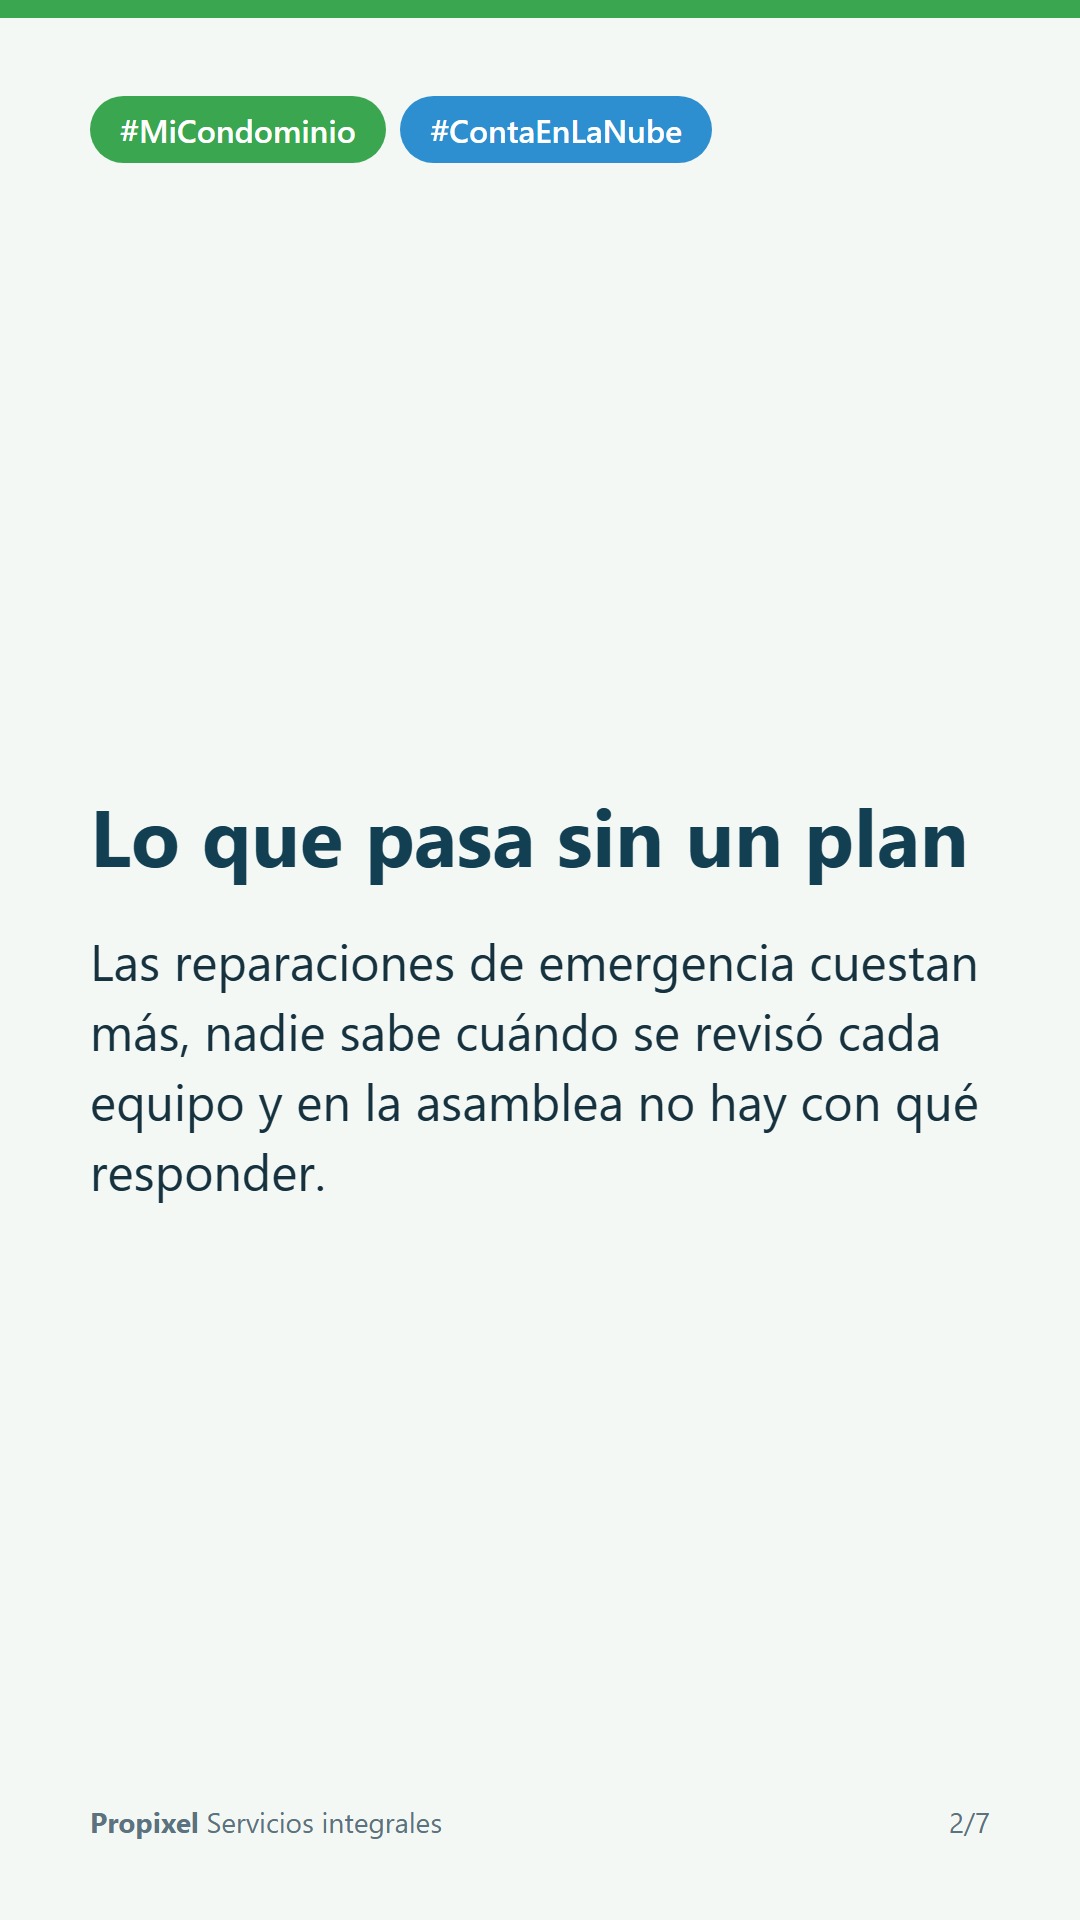 #MiCondominio #ContaEnLaNube
Lo que pasa sin un plan
Las reparaciones de emergencia cuestan
más, nadie sabe cuándo se revisó cada
equipo y en la asamblea no hay con qué
responder.
Propixel Servicios integrales 2/7